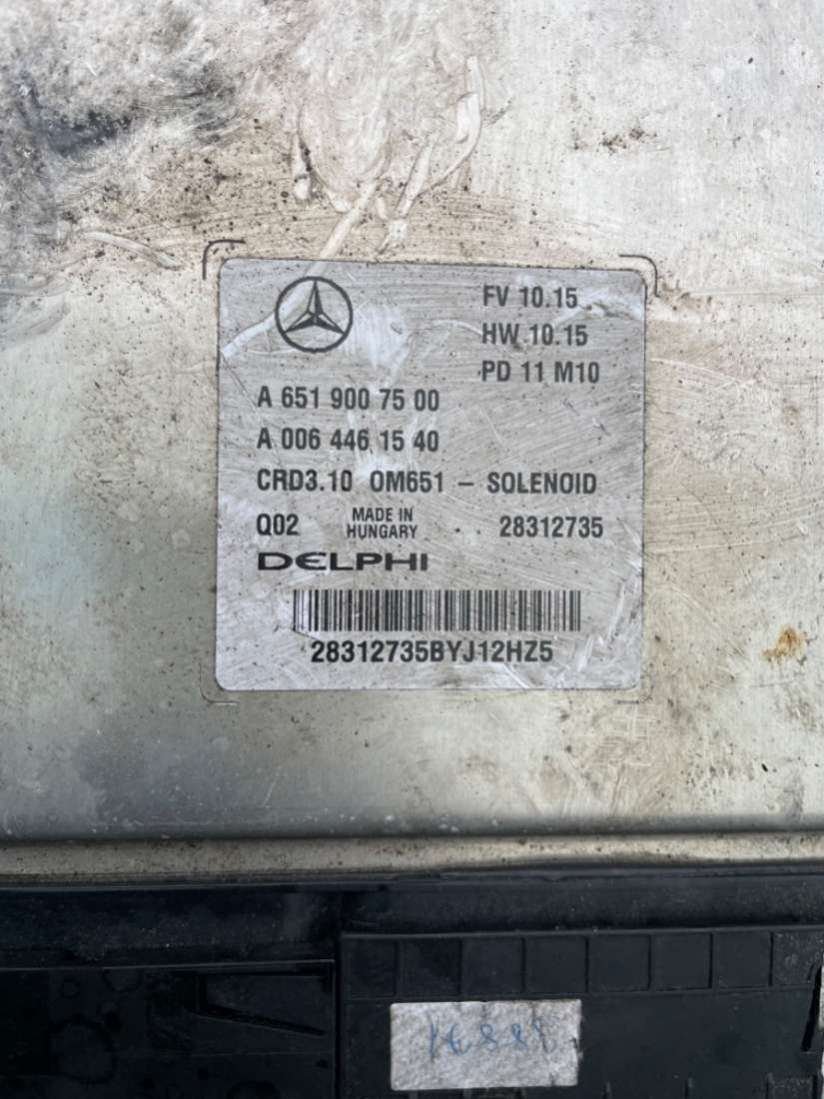 FV 10.15
HW 10.15
PD 11 M10
A 651 900 75 00
A 006 446 15 40
CRD3.10 OM651 - SOLENOID
Q02 MADE IN HUNGARY 28312735
DELPHI
28312735BYJ12HZ5